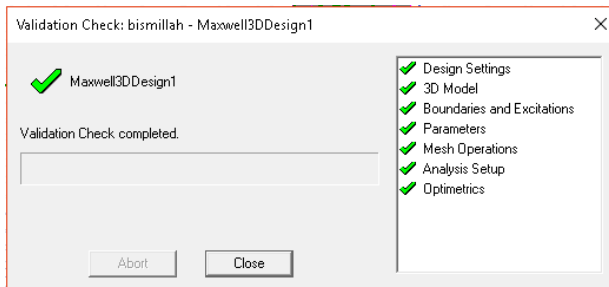 Validation Check: bismillah - Maxwell3DDesign1
Maxwell3DDesign1
Validation Check completed.
Design Settings
3D Model
Boundaries and Excitations
Parameters
Mesh Operations
Analysis Setup
Optimetrics
Abort
Close